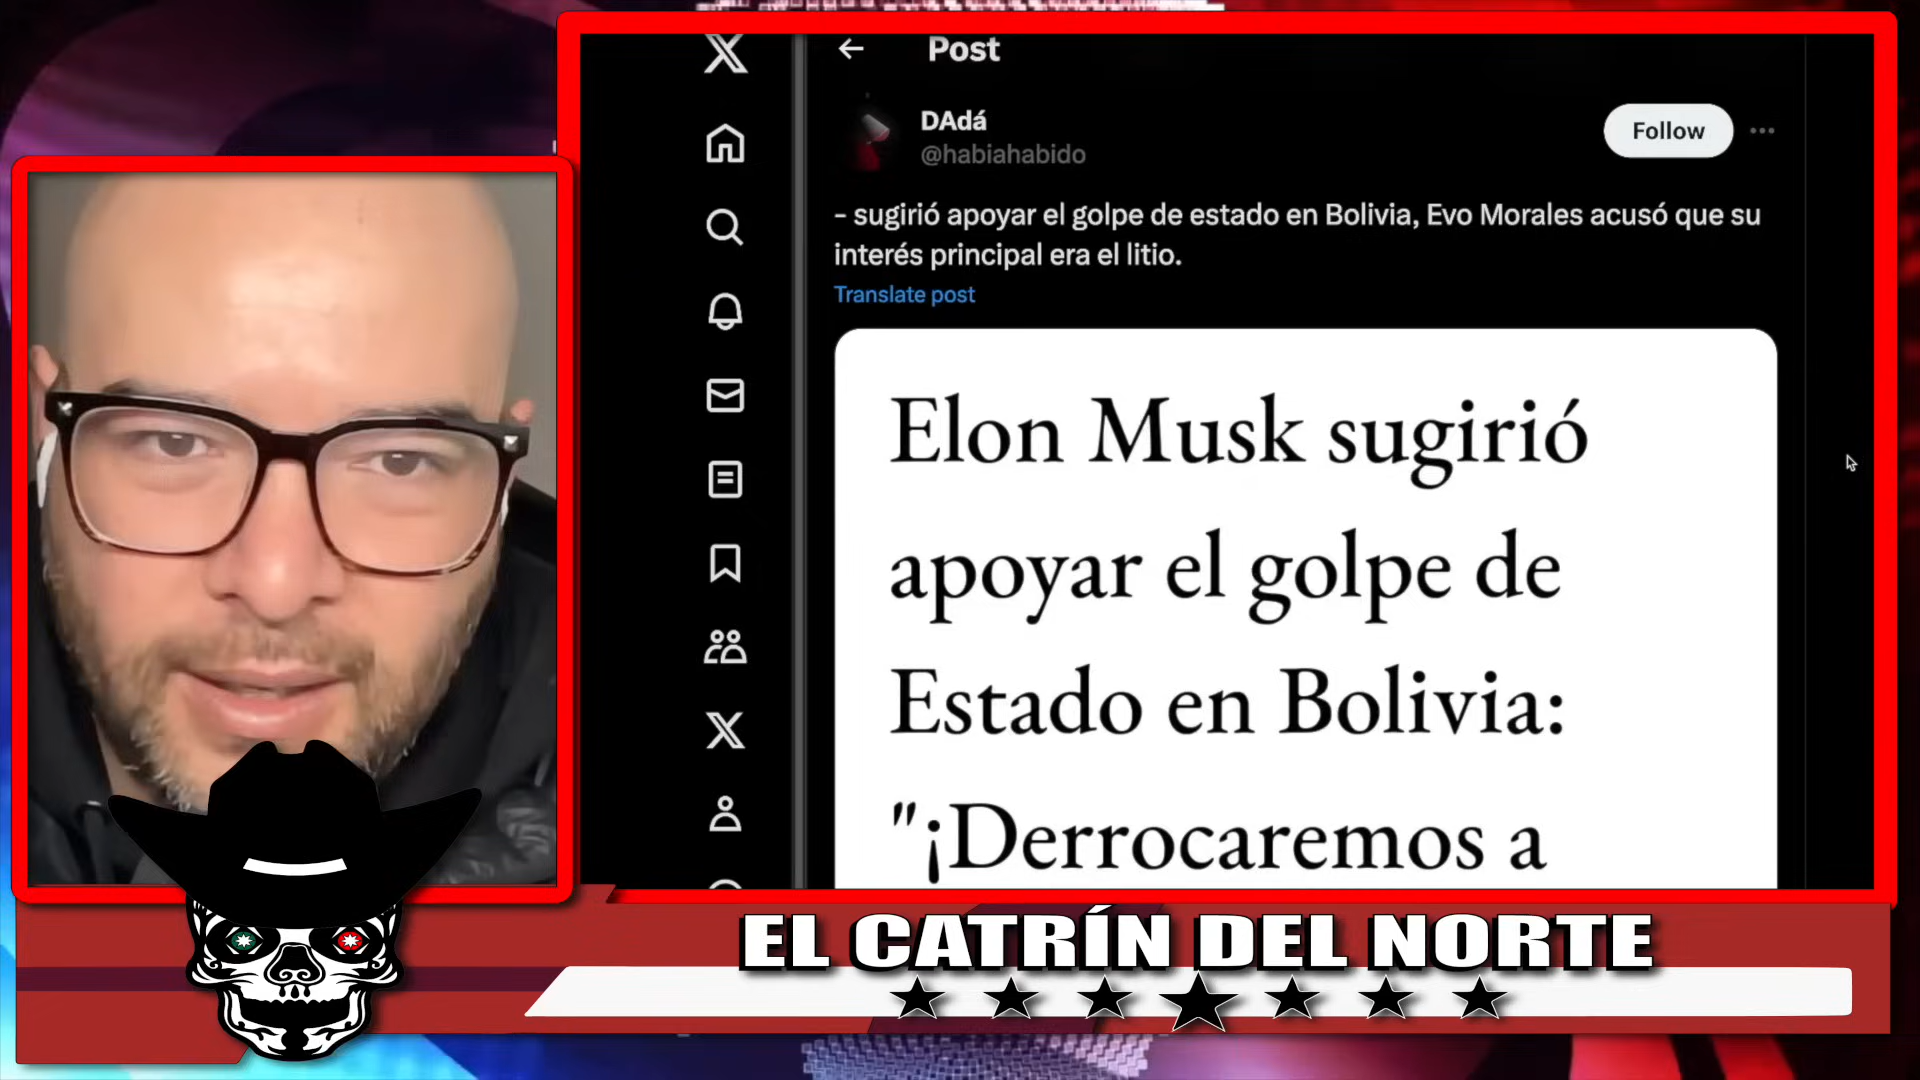 Post
DAdá
@habiahabido
Follow
- sugirió apoyar el golpe de estado en Bolivia, Evo Morales acusó que su
interés principal era el litio.
Translate post
Elon Musk sugirió
apoyar el golpe de
Estado en Bolivia:
"¡Derrocaremos a
EL CATRÍN DEL NORTE